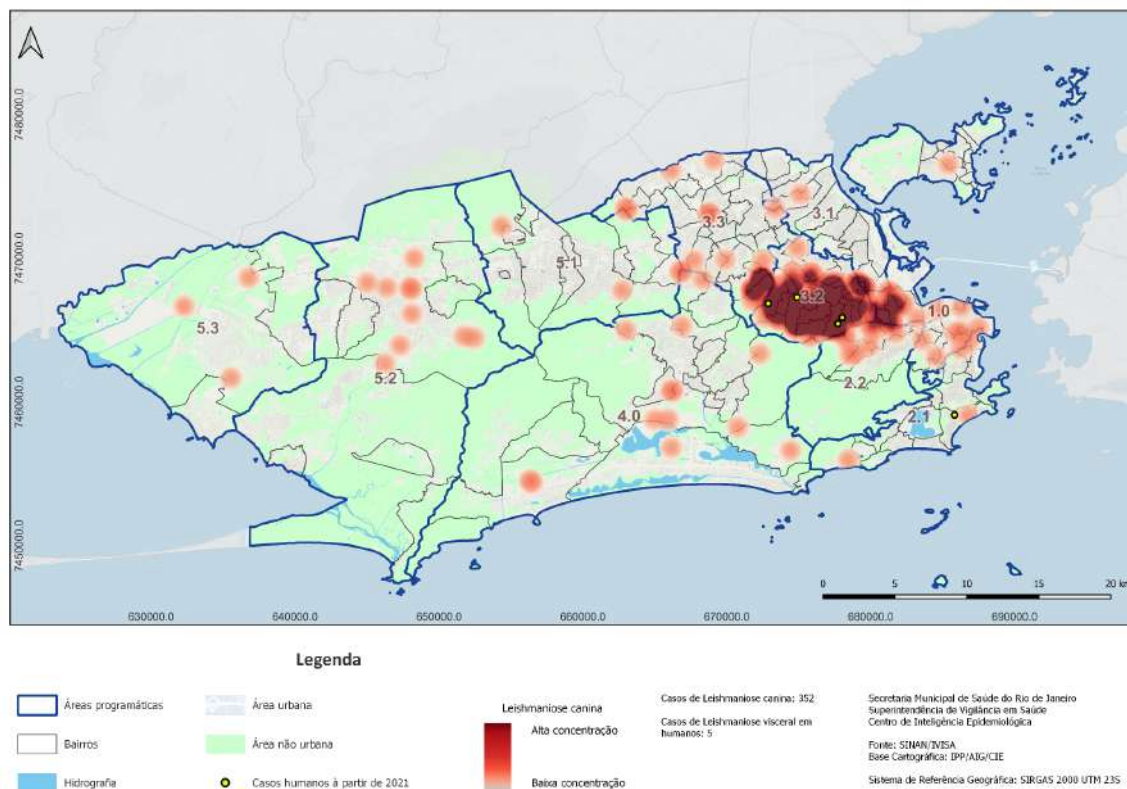 7480000.0
7470000.0
7460000.0
7450000.0
3.3
3.1
5.1
3.2
1.0
5.3
5.2
2.2
4.0
2.1
0 5 10 15 20 km
630000.0 640000.0 650000.0 660000.0 670000.0 680000.0 690000.0
Legenda
Áreas programáticas
Bairros
Hidrografia
Área urbana
Área não urbana
Casos humanos à partir de 2021
Leishmaniose canina
Alta concentração
Baixa concentração
Casos de Leishmaniose canina: 352
Casos de Leishmaniose visceral em
humanos: 5
Secretaria Municipal de Saúde do Rio de Janeiro
Superintendência de Vigilância em Saúde
Centro de Inteligência Epidemiológica
Fonte: SINAN/IVISA
Base Cartográfica: IPP/AIG/CIE
Sistema de Referência Geográfica: SIRGAS 2000 UTM 23S